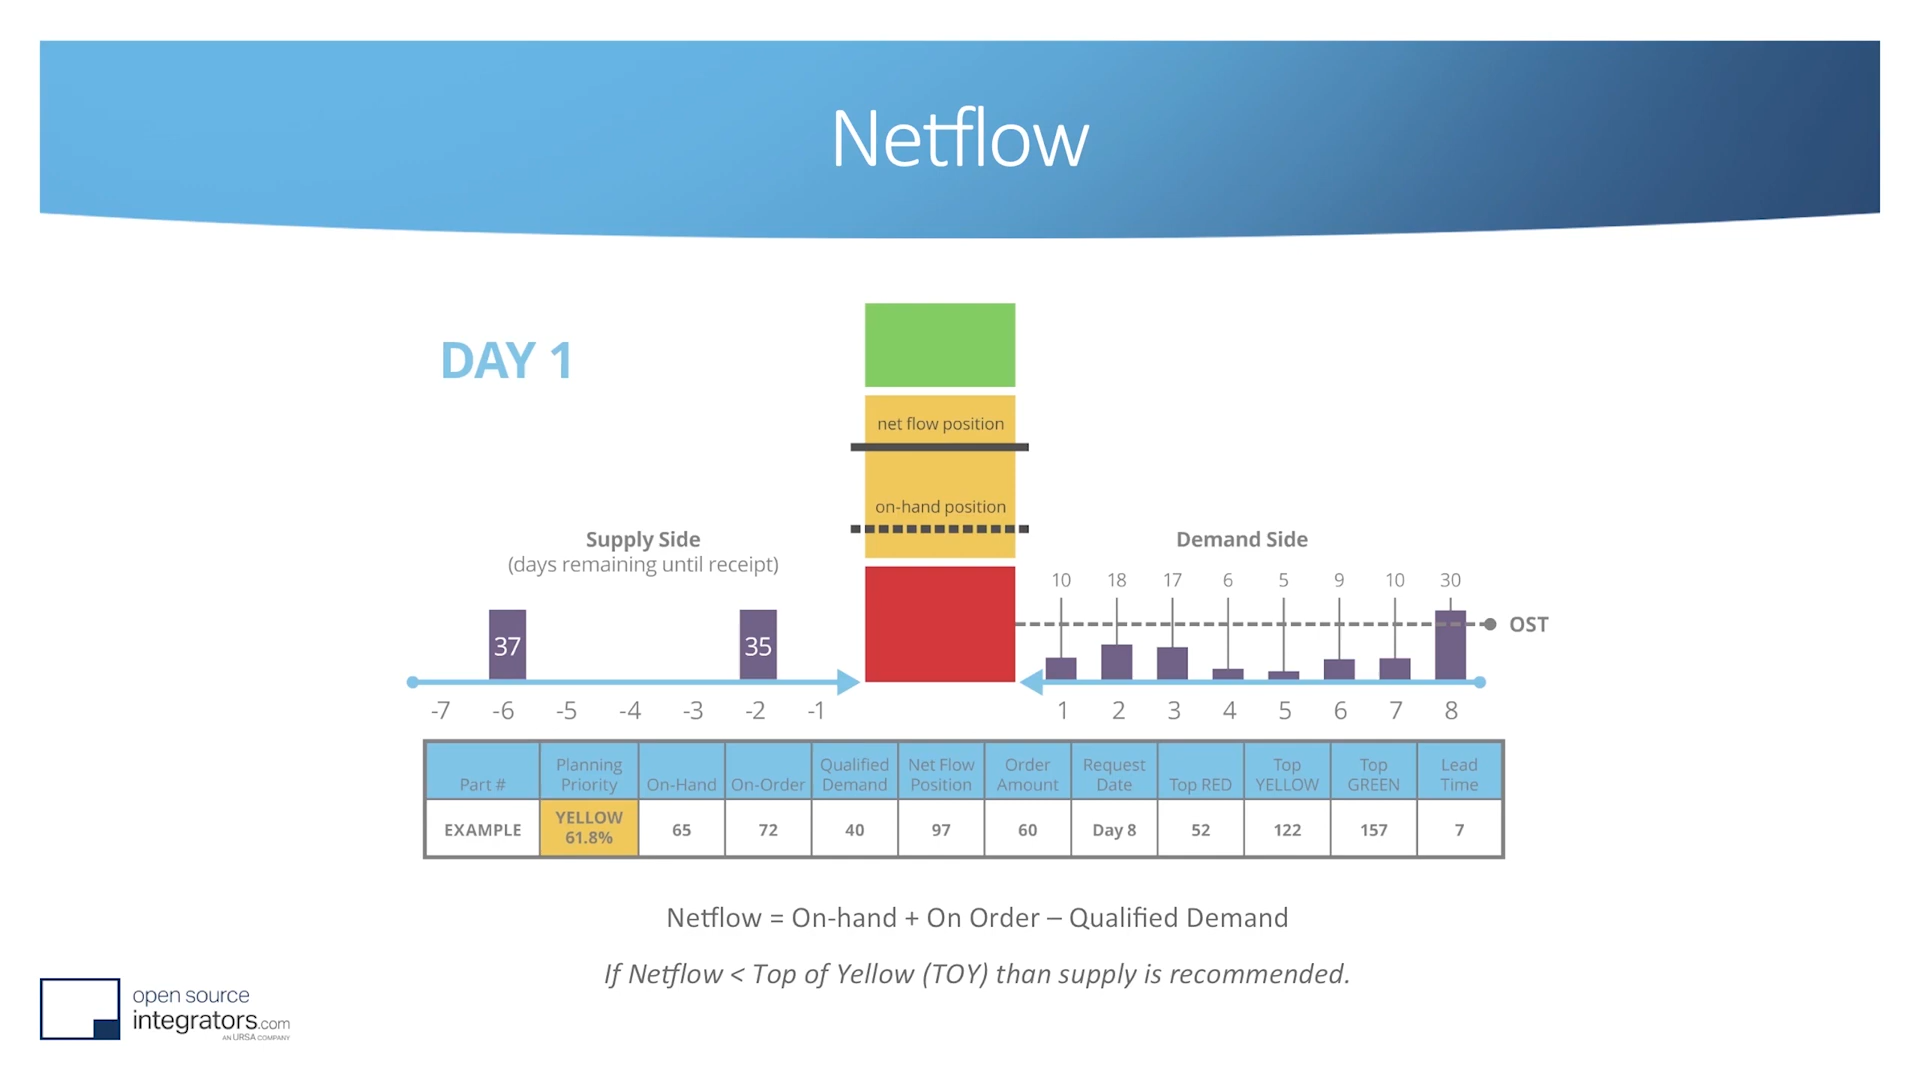 Netflow
DAY 1
net flow position
on-hand position
Supply Side
(days remaining until receipt)
37
35
-7 -6 -5 -4 -3 -2 -1
Demand Side
10 18 17 6 5 9 10 30
OST
1 2 3 4 5 6 7 8
Part # Planning Priority On-Hand On-Order Qualified Demand Net Flow Position Order Amount Request Date Top RED Top YELLOW Top GREEN Lead Time
EXAMPLE YELLOW 61.8% 65 72 40 97 60 Day 8 52 122 157 7
Netflow = On-hand + On Order – Qualified Demand
If Netflow < Top of Yellow (TOY) than supply is recommended.
open source
integrators.com
AN URSA COMPANY